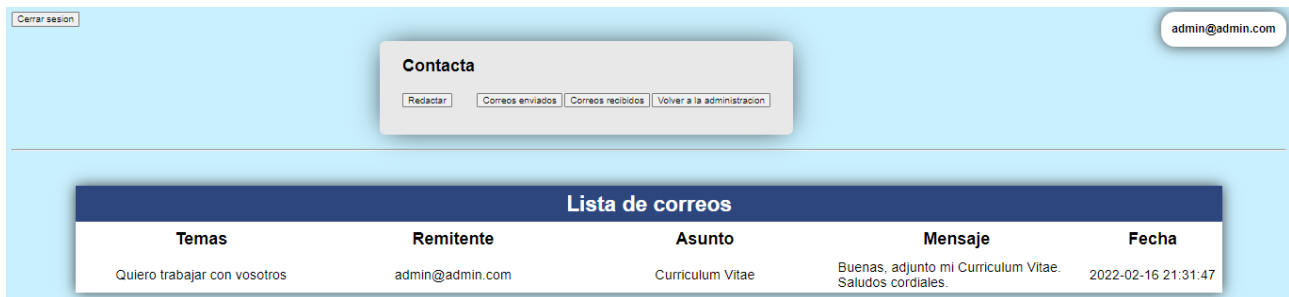 Cerrar sesion
admin@admin.com
Contacta
Redactar Correos enviados Correos recibidos Volver a la administracion
Lista de correos
Temas Remitente Asunto Mensaje Fecha
Quiero trabajar con vosotros admin@admin.com Curriculum Vitae Buenas, adjunto mi Curriculum Vitae. 2022-02-16 21:31:47
Saludos cordiales.